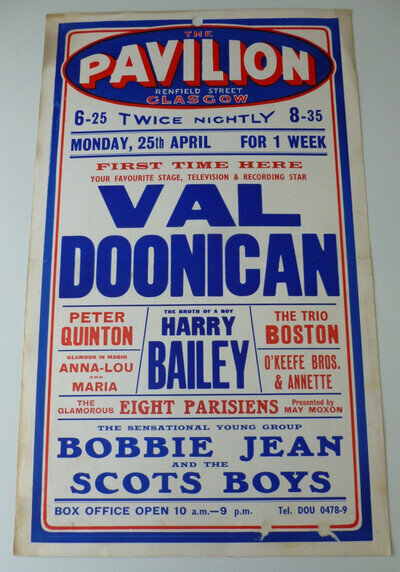 THE
PAVILION
RENFIELD STREET
GLASGOW
6-25 TWICE NIGHTLY 8-35
MONDAY, 25th APRIL FOR 1 WEEK
FIRST TIME HERE
YOUR FAVOURITE STAGE, TELEVISION & RECORDING STAR
VAL
DOONICAN
PETER
QUINTON
GLAMOUR IN MAGIC
ANNA-LOU
AND
MARIA
THE BROTH OF A BOY
HARRY
BAILEY
THE TRIO
BOSTON
O'KEEFE BROS.
& ANNETTE
THE
GLAMOROUS
EIGHT PARISIENS
Presented by
MAY MOXON
THE SENSATIONAL YOUNG GROUP
BOBBIE JEAN
AND THE
SCOTS BOYS
BOX OFFICE OPEN 10 a.m.—9 p.m. Tel. DOU 0478-9